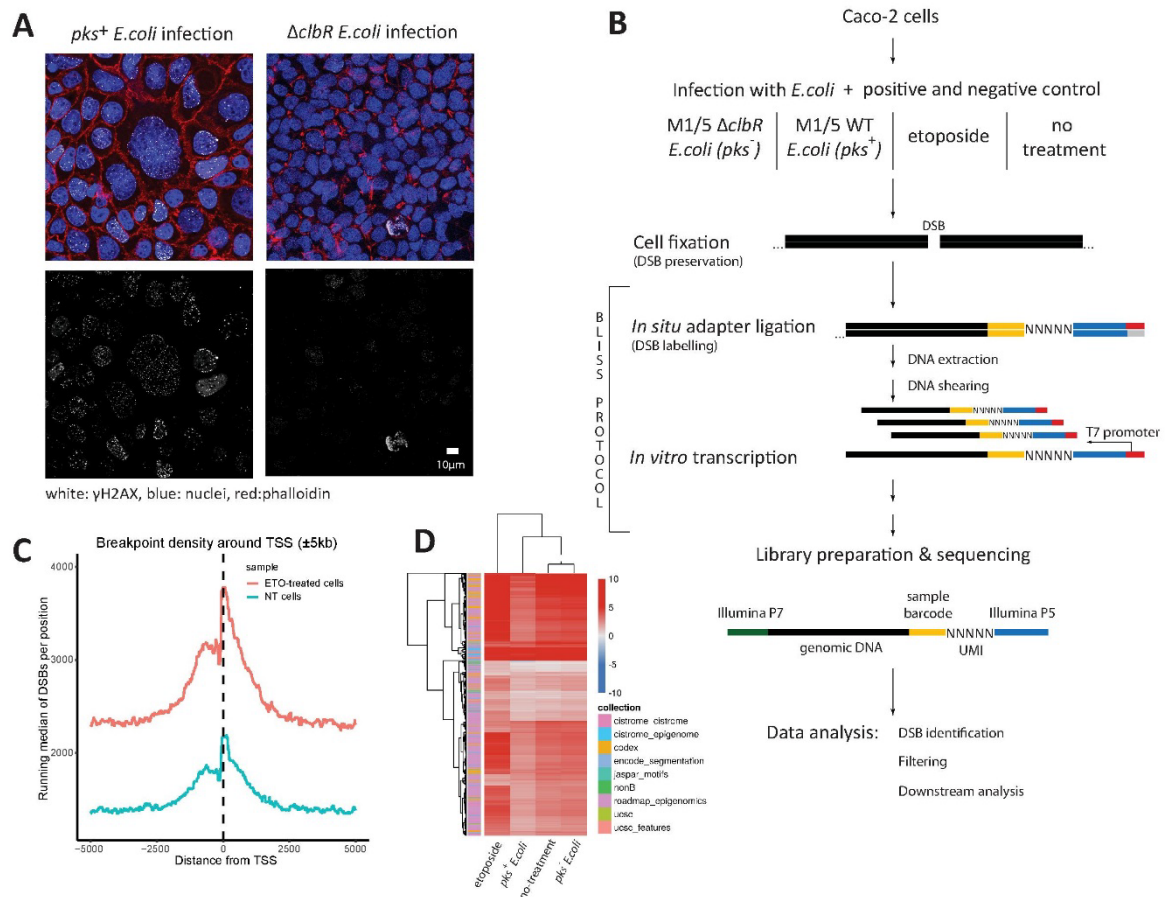 A
pks+ E.coli infection
ΔclbR E.coli infection
10μm
white: γH2AX, blue: nuclei, red:phalloidin
B
Caco-2 cells
Infection with E.coli + positive and negative control
M1/5 ΔclbR
E.coli (pks-)
M1/5 WT
E.coli (pks+)
etoposide
no
treatment
DSB
Cell fixation
(DSB preservation)
...
...
BLISS PROTOCOL
In situ adapter ligation
(DSB labelling)
NNNNN
...
DNA extraction
DNA shearing
NNNNN
NNNNN
NNNNN
T7 promoter
In vitro transcription
NNNNN
Library preparation & sequencing
Illumina P7
sample
barcode
Illumina P5
NNNNN
genomic DNA
UMI
Data analysis:
DSB identification
Filtering
Downstream analysis
C
Breakpoint density around TSS (±5kb)
sample
ETO-treated cells
NT cells
Running median of DSBs per position
4000
3000
2000
−5000
−2500
0
2500
5000
Distance from TSS
D
10
5
0
-5
-10
collection
cistrome_cistrome
cistrome_epigenome
codex
encode_segmentation
jaspar_motifs
nonB
roadmap_epigenomics
ucsc
ucsc_features
etoposide
pks+ E.coli
no-treatment
pks- E.coli